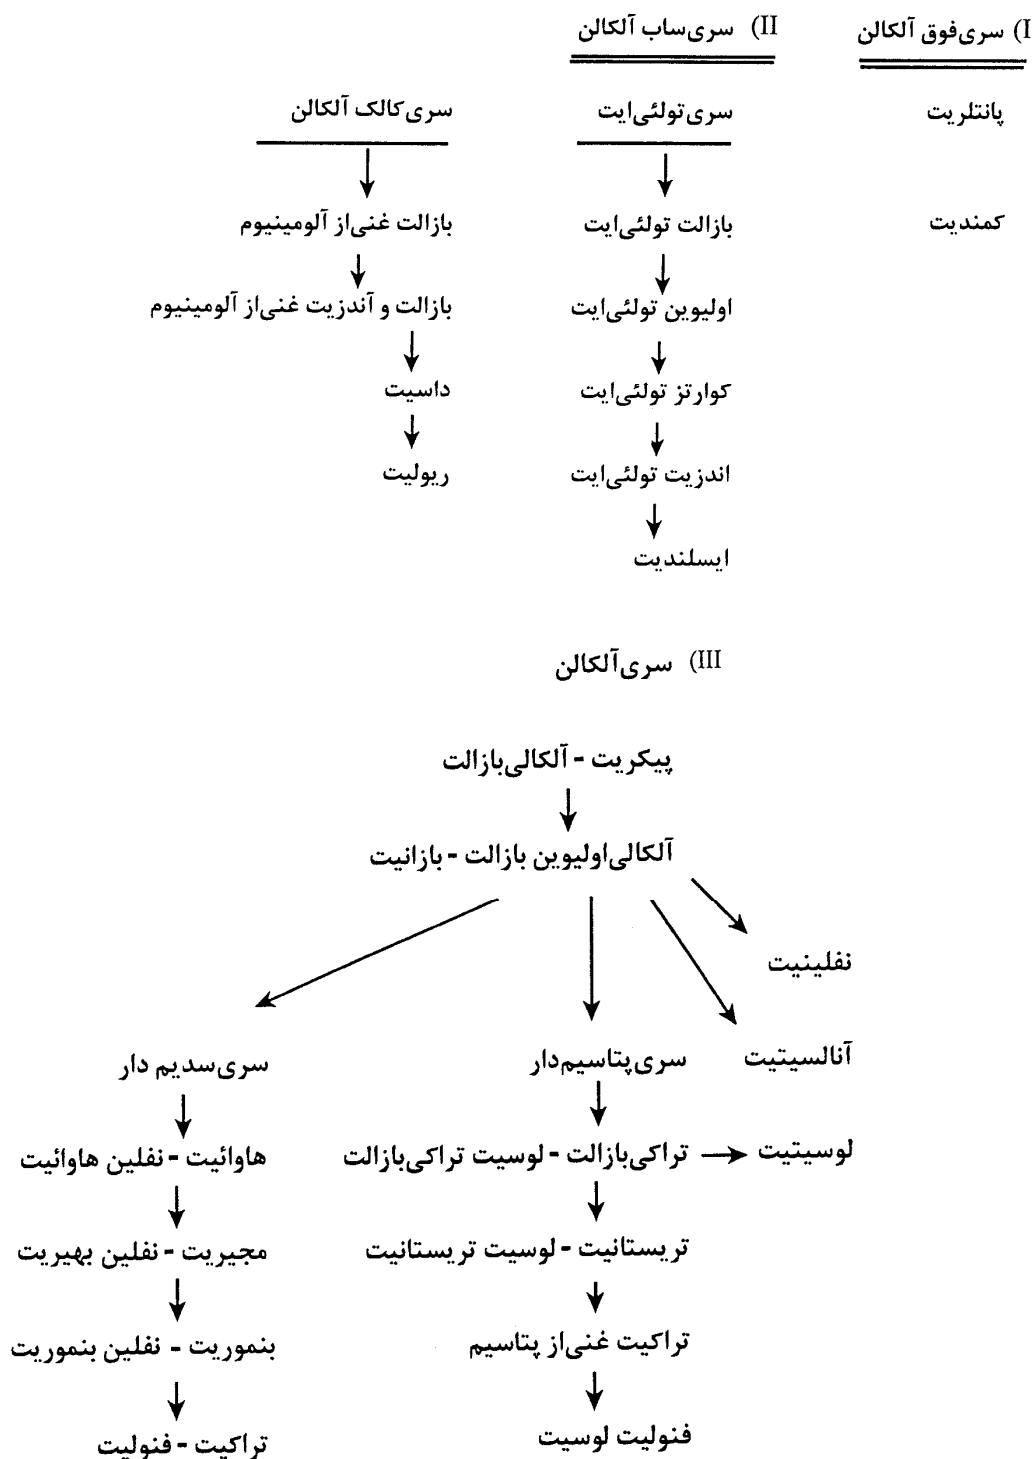 I) سری‌فوق آلکالن
II) سری‌ساب آلکالن
پانتلریت
سری‌تولئی‌ایت
سری‌کالک آلکالن
کمندیت
بازالت تولئی‌ایت
بازالت غنی‌از آلومینیوم
اولیوین تولئی‌ایت
بازالت و آندزیت غنی‌از آلومینیوم
کوارتز تولئی‌ایت
داسیت
اندزیت تولئی‌ایت
ریولیت
ایسلندیت
III) سری‌آلکالن
پیکریت - آلکالی‌بازالت
آلکالی‌اولیوین بازالت - بازانیت
نفلینیت
آنالسیتیت
سری‌پتاسیم‌دار
سری‌سدیم دار
لوسیتیت
تراکی‌بازالت - لوسیت تراکی‌بازالت
هاوائیت - نفلین هاوائیت
تریستانیت - لوسیت تریستانیت
مجیریت - نفلین بهیریت
تراکیت غنی‌از پتاسیم
بنموریت - نفلین بنموریت
فنولیت لوسیت
تراکیت - فنولیت